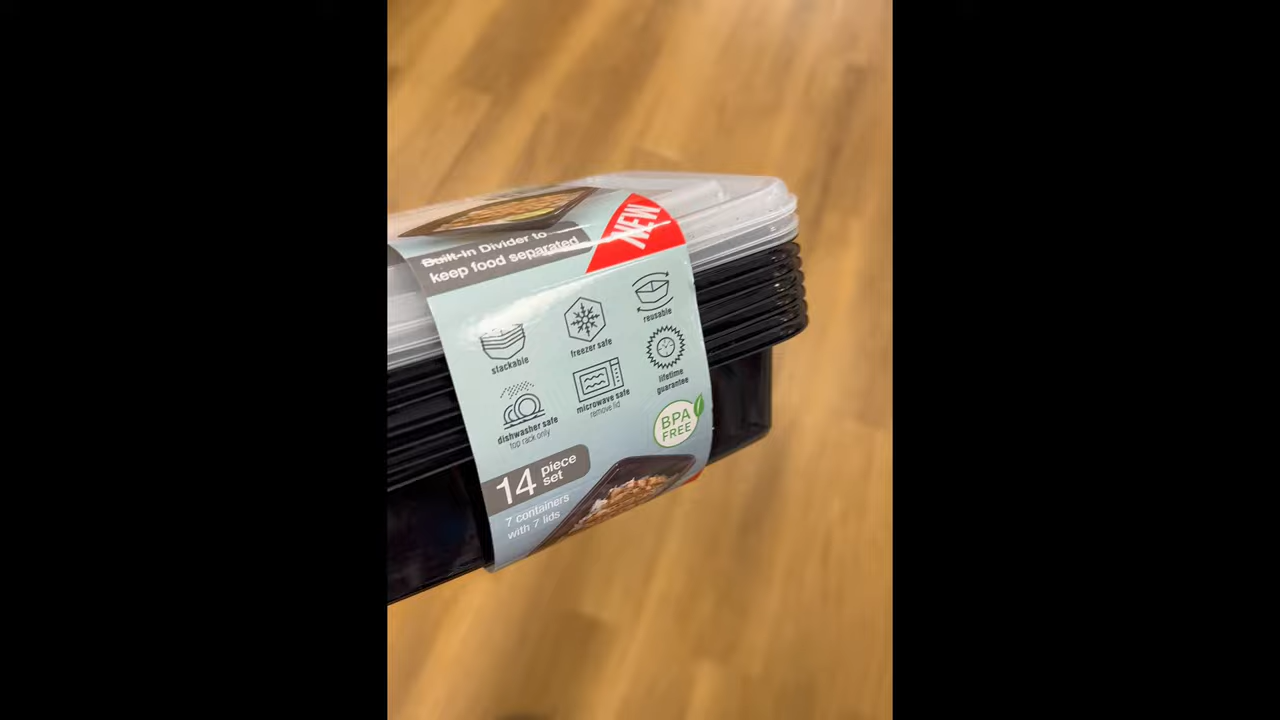 NEW
Built-in Divider to
keep food separated
stackable
freezer safe
reusable
dishwasher safe
top rack only
microwave safe
remove lid
lifetime
guarantee
BPA
FREE
14 piece
set
7 containers
with 7 lids